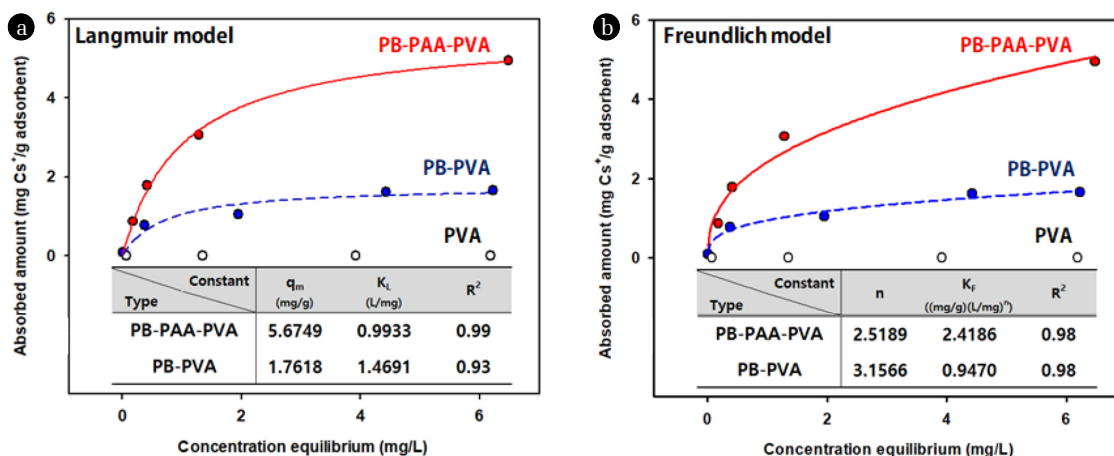 a
Langmuir model
PB-PAA-PVA
PB-PVA
PVA
Absorbed amount (mg Cs⁺/g adsorbent)
6
4
2
0
Constant
Type
qₘ
(mg/g)
K_L
(L/mg)
R²
PB-PAA-PVA 5.6749 0.9933 0.99
PB-PVA 1.7618 1.4691 0.93
0 2 4 6
Concentration equilibrium (mg/L)
b
Freundlich model
PB-PAA-PVA
PB-PVA
PVA
Absorbed amount (mg Cs⁺/g adsorbent)
6
4
2
0
Constant
Type
n
K_F
((mg/g)(L/mg)ⁿ)
R²
PB-PAA-PVA 2.5189 2.4186 0.98
PB-PVA 3.1566 0.9470 0.98
0 2 4 6
Concentration equilibrium (mg/L)